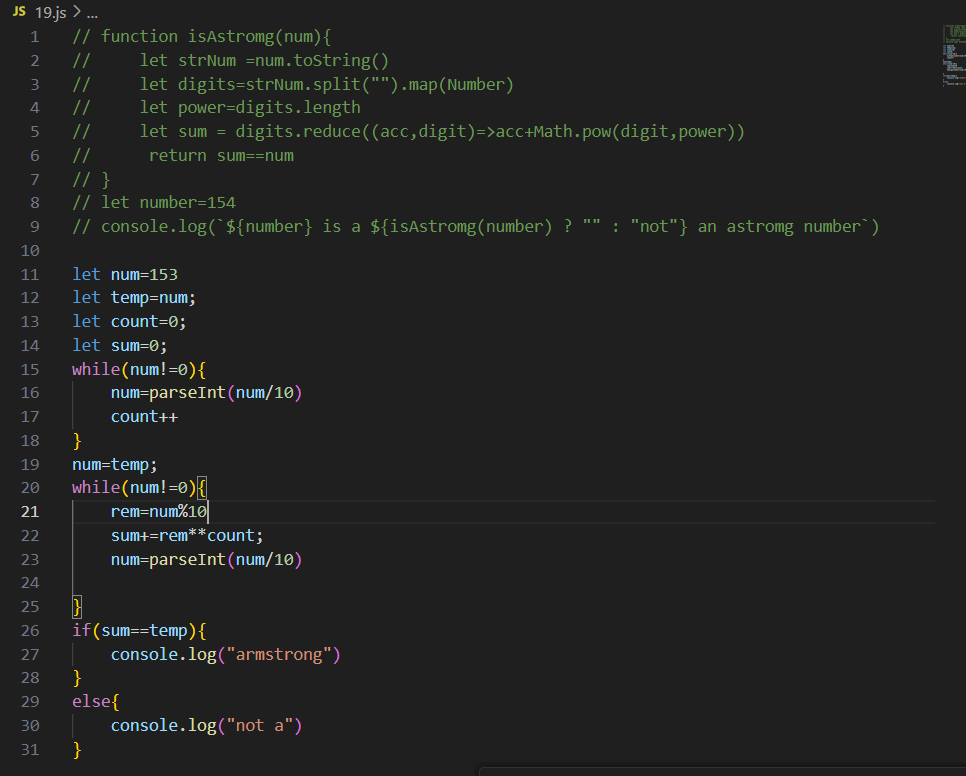 JS 19.js > ...
1 // function isAstromg(num){
2 //     let strNum =num.toString()
3 //     let digits=strNum.split("").map(Number)
4 //     let power=digits.length
5 //     let sum = digits.reduce((acc,digit)=>acc+Math.pow(digit,power))
6 //      return sum==num
7 // }
8 // let number=154
9 // console.log(`${number} is a ${isAstromg(number) ? "" : "not"} an astromg number`)
10
11 let num=153
12 let temp=num;
13 let count=0;
14 let sum=0;
15 while(num!=0){
16     num=parseInt(num/10)
17     count++
18 }
19 num=temp;
20 while(num!=0){
21     rem=num%10
22     sum+=rem**count;
23     num=parseInt(num/10)
24
25 }
26 if(sum==temp){
27     console.log("armstrong")
28 }
29 else{
30     console.log("not a")
31 }